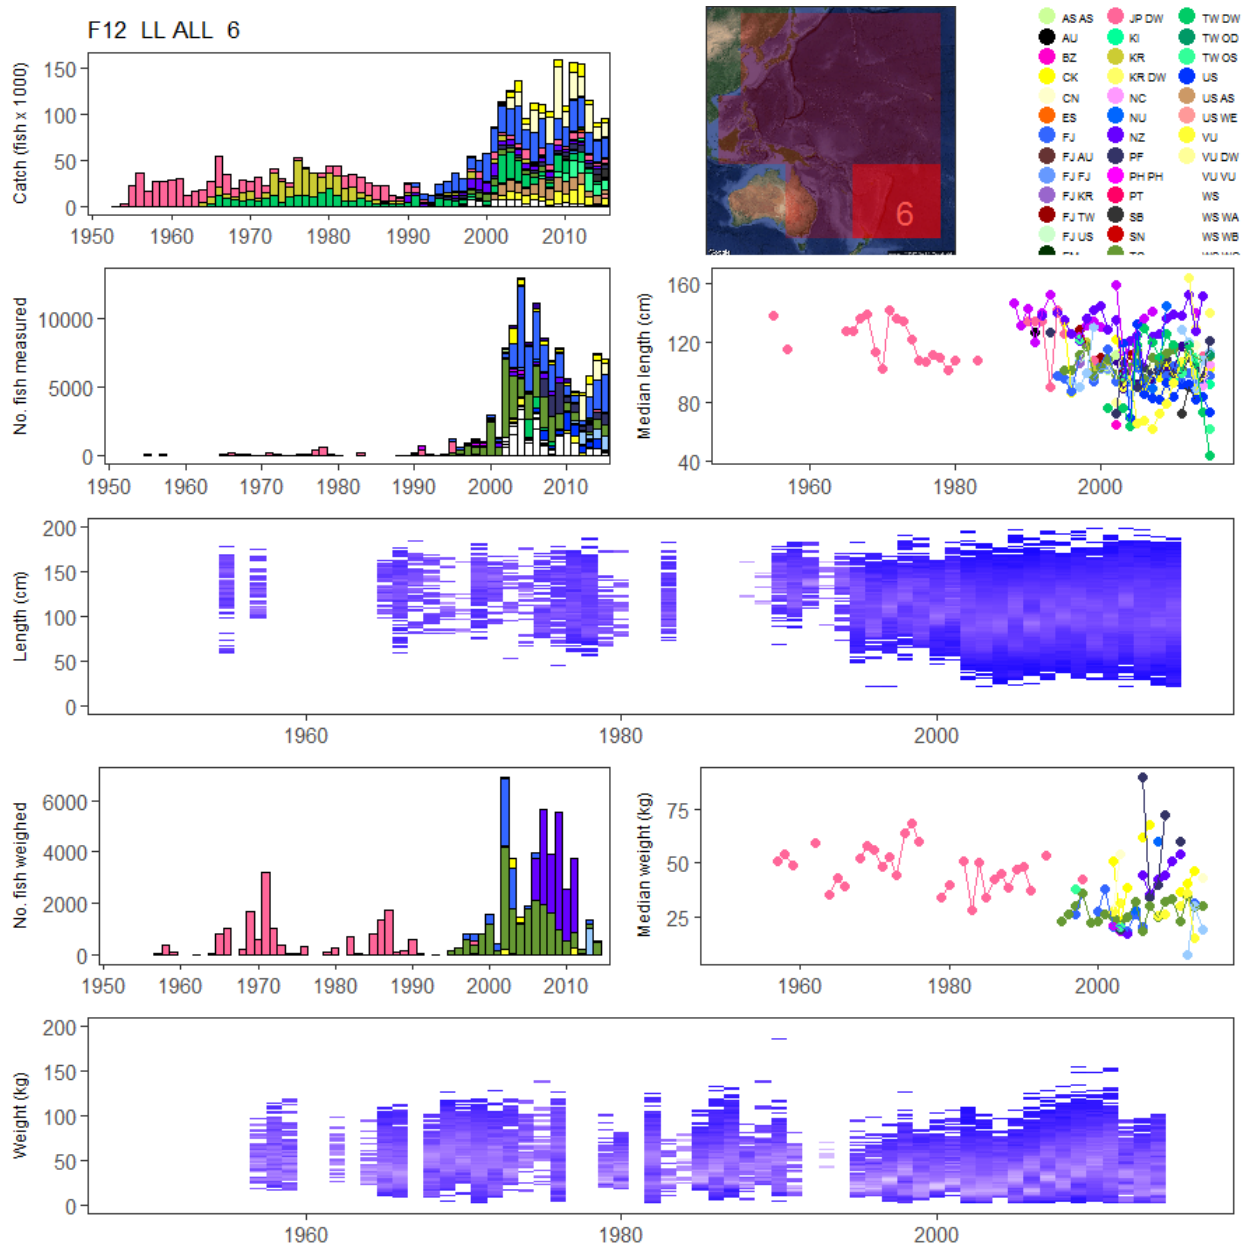 F12 LL ALL 6
Catch (fish x 1000)
150
100
50
0
1950 1960 1970 1980 1990 2000 2010
6
Google
AS AS JP DW TW DW
AU KI TW OD
BZ KR TW OS
CK KR DW US
CN NC US AS
ES NU US WE
FJ NZ VU
FJ AU PF VU DW
FJ FJ PH PH VU VU
FJ KR PT WS
FJ TW SB WS WA
FJ US SN WS WB
No. fish measured
10000
5000
0
1950 1960 1970 1980 1990 2000 2010
Median length (cm)
160
120
80
40
1960 1980 2000
Length (cm)
200
150
100
50
0
1960 1980 2000
No. fish weighed
6000
4000
2000
0
1950 1960 1970 1980 1990 2000 2010
Median weight (kg)
75
50
25
1960 1980 2000
Weight (kg)
200
150
100
50
0
1960 1980 2000